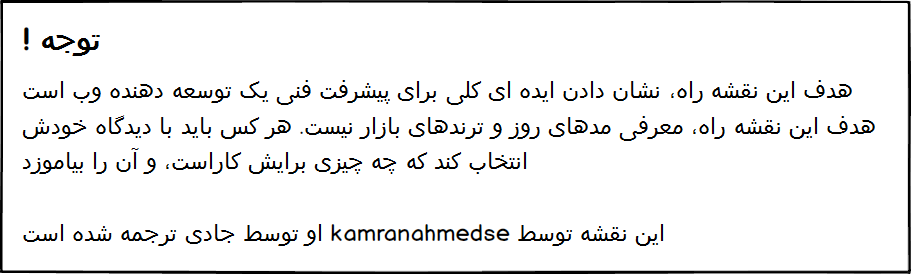 توجه !
هدف این نقشه راه، نشان دادن ایده ای کلی برای پیشرفت فنی یک توسعه دهنده وب است
هدف این نقشه راه، معرفی مدهای روز و ترندهای بازار نیست. هر کس باید با دیدگاه خودش
انتخاب کند که چه چیزی برایش کاراست، و آن را بیاموزد
این نقشه توسط kamranahmedse او توسط جادی ترجمه شده است